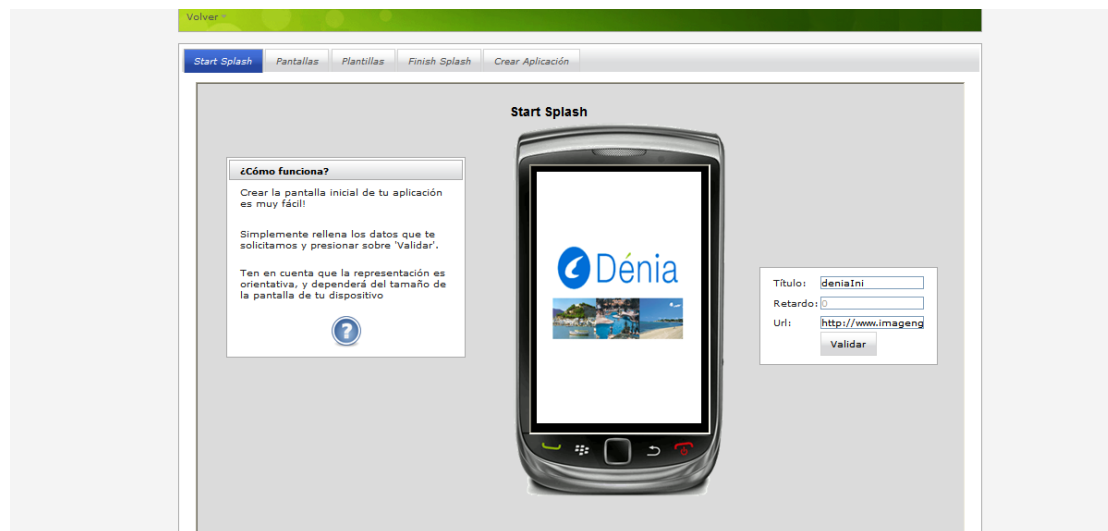 Volver
Start Splash
Pantallas
Plantillas
Finish Splash
Crear Aplicación
Start Splash
¿Cómo funciona?
Crear la pantalla inicial de tu aplicación
es muy fácil!
Simplemente rellena los datos que te
solicitamos y presionar sobre 'Validar'.
Ten en cuenta que la representación es
orientativa, y dependerá del tamaño de
la pantalla de tu dispositivo
?
Dénia
Título: deniaIni
Retardo: 0
Url: http://www.imageng
Validar